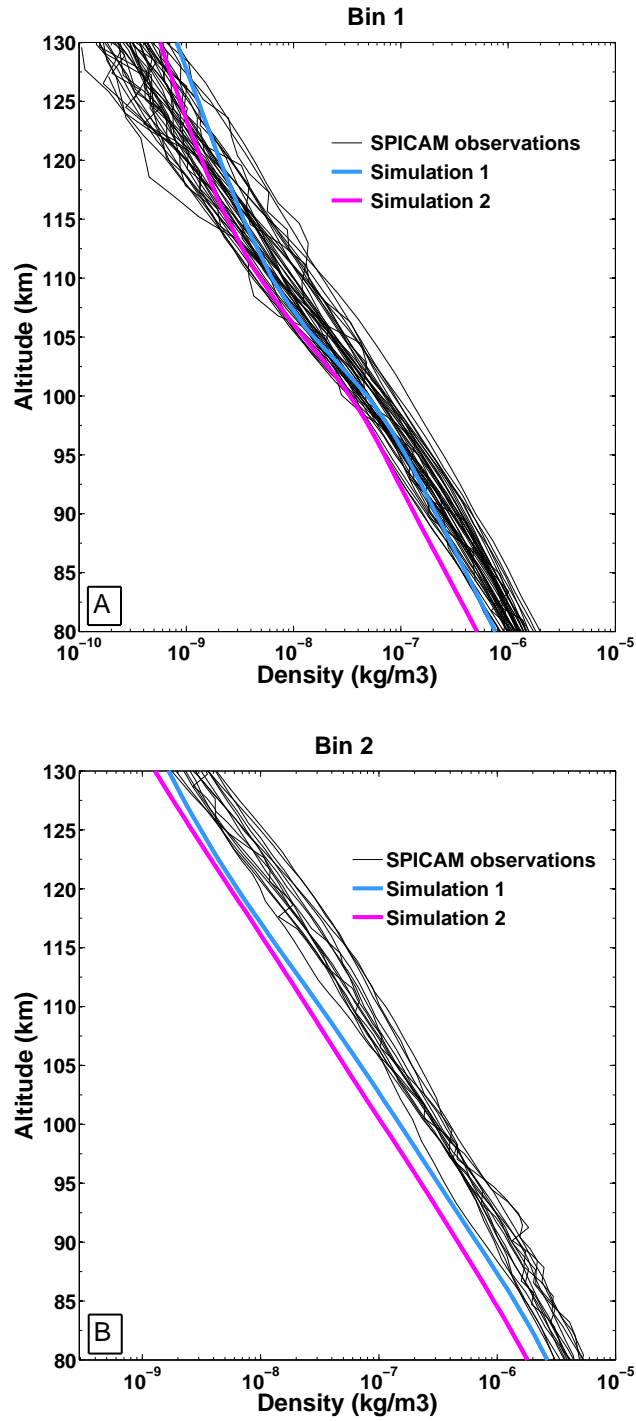 Bin 1
130
125
120
115
110
105
100
95
90
85
80
Altitude (km)
SPICAM observations
Simulation 1
Simulation 2
A
10⁻¹⁰ 10⁻⁹ 10⁻⁸ 10⁻⁷ 10⁻⁶ 10⁻⁵
Density (kg/m3)
Bin 2
130
125
120
115
110
105
100
95
90
85
80
Altitude (km)
SPICAM observations
Simulation 1
Simulation 2
B
10⁻⁹ 10⁻⁸ 10⁻⁷ 10⁻⁶ 10⁻⁵
Density (kg/m3)